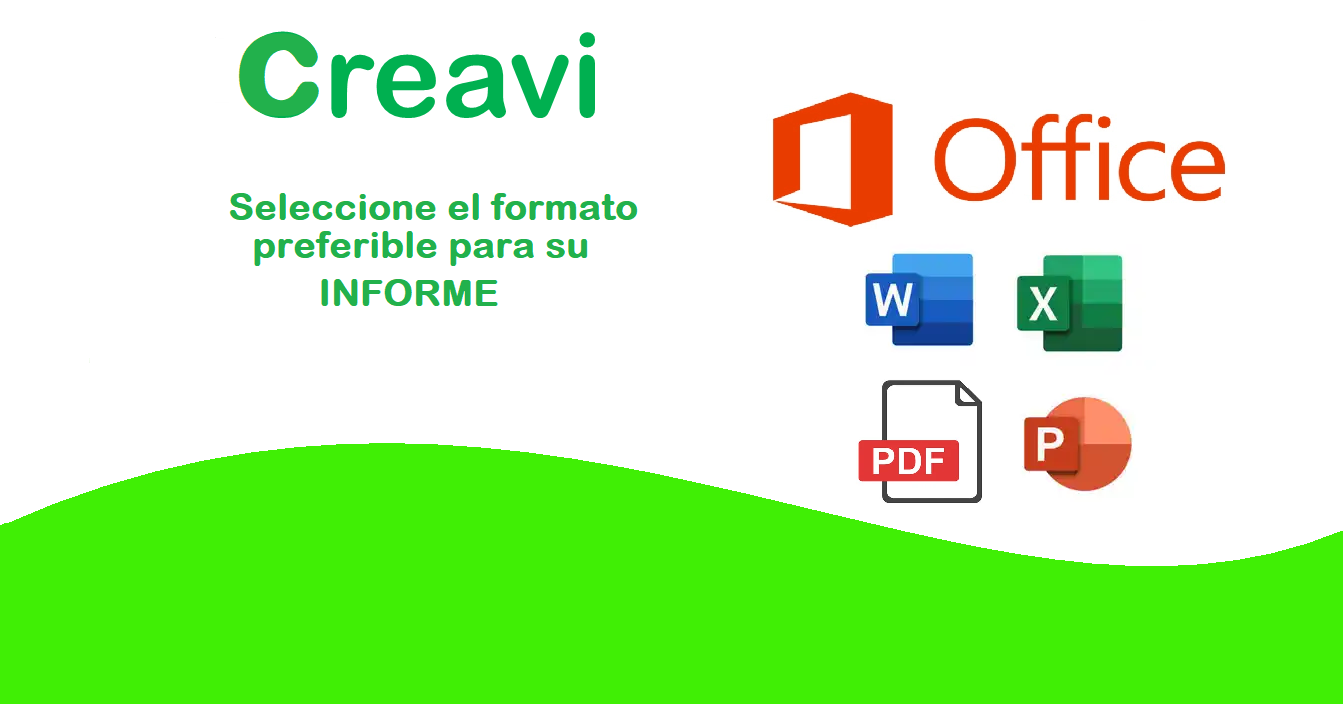 Creavi
Seleccione el formato
preferible para su
INFORME
Office
W
X
PDF
P